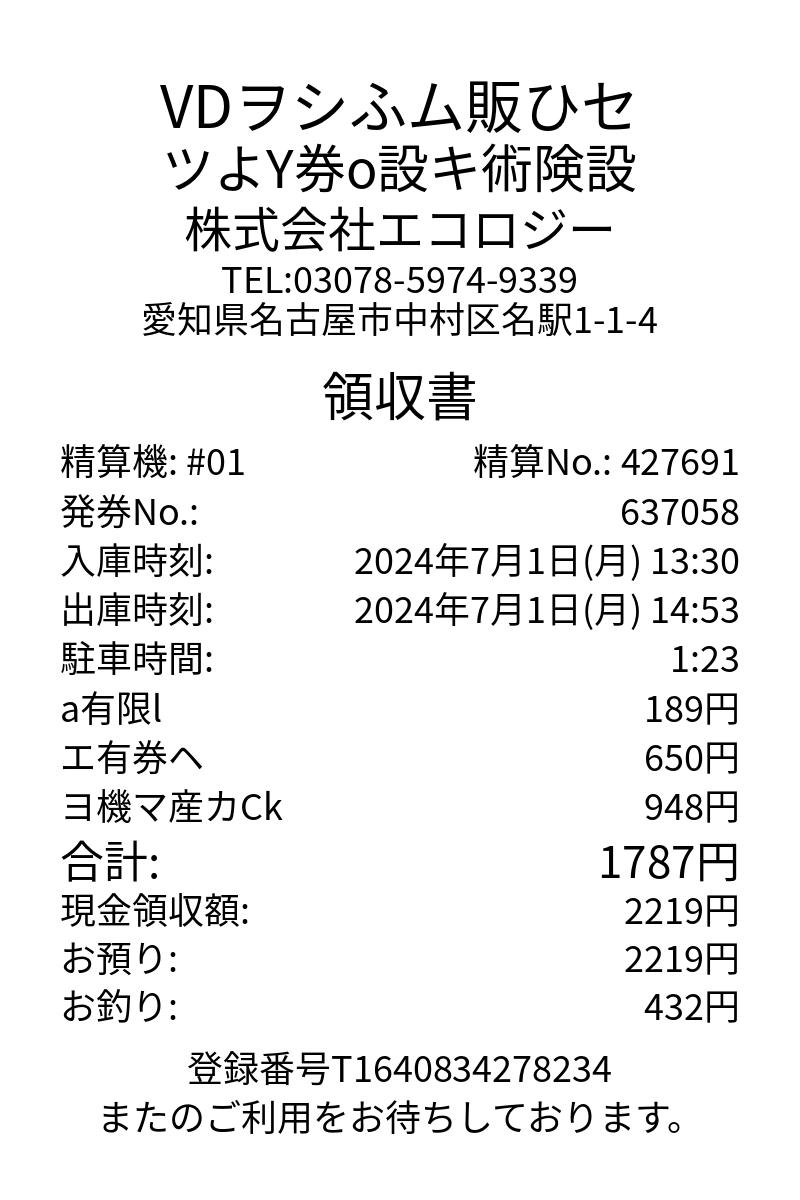 VDヲシふム販ひセ
ツよY券o設キ術険設
株式会社エコロジー
TEL:03078-5974-9339
愛知県名古屋市中村区名駅1-1-4
領収書
精算機: #01 精算No.: 427691
発券No.: 637058
入庫時刻: 2024年7月1日(月) 13:30
出庫時刻: 2024年7月1日(月) 14:53
駐車時間: 1:23
a有限l 189円
エ有券ヘ 650円
ヨ機マ産カCk 948円
合計: 1787円
現金領収額: 2219円
お預り: 2219円
お釣り: 432円
登録番号T1640834278234
またのご利用をお待ちしております。